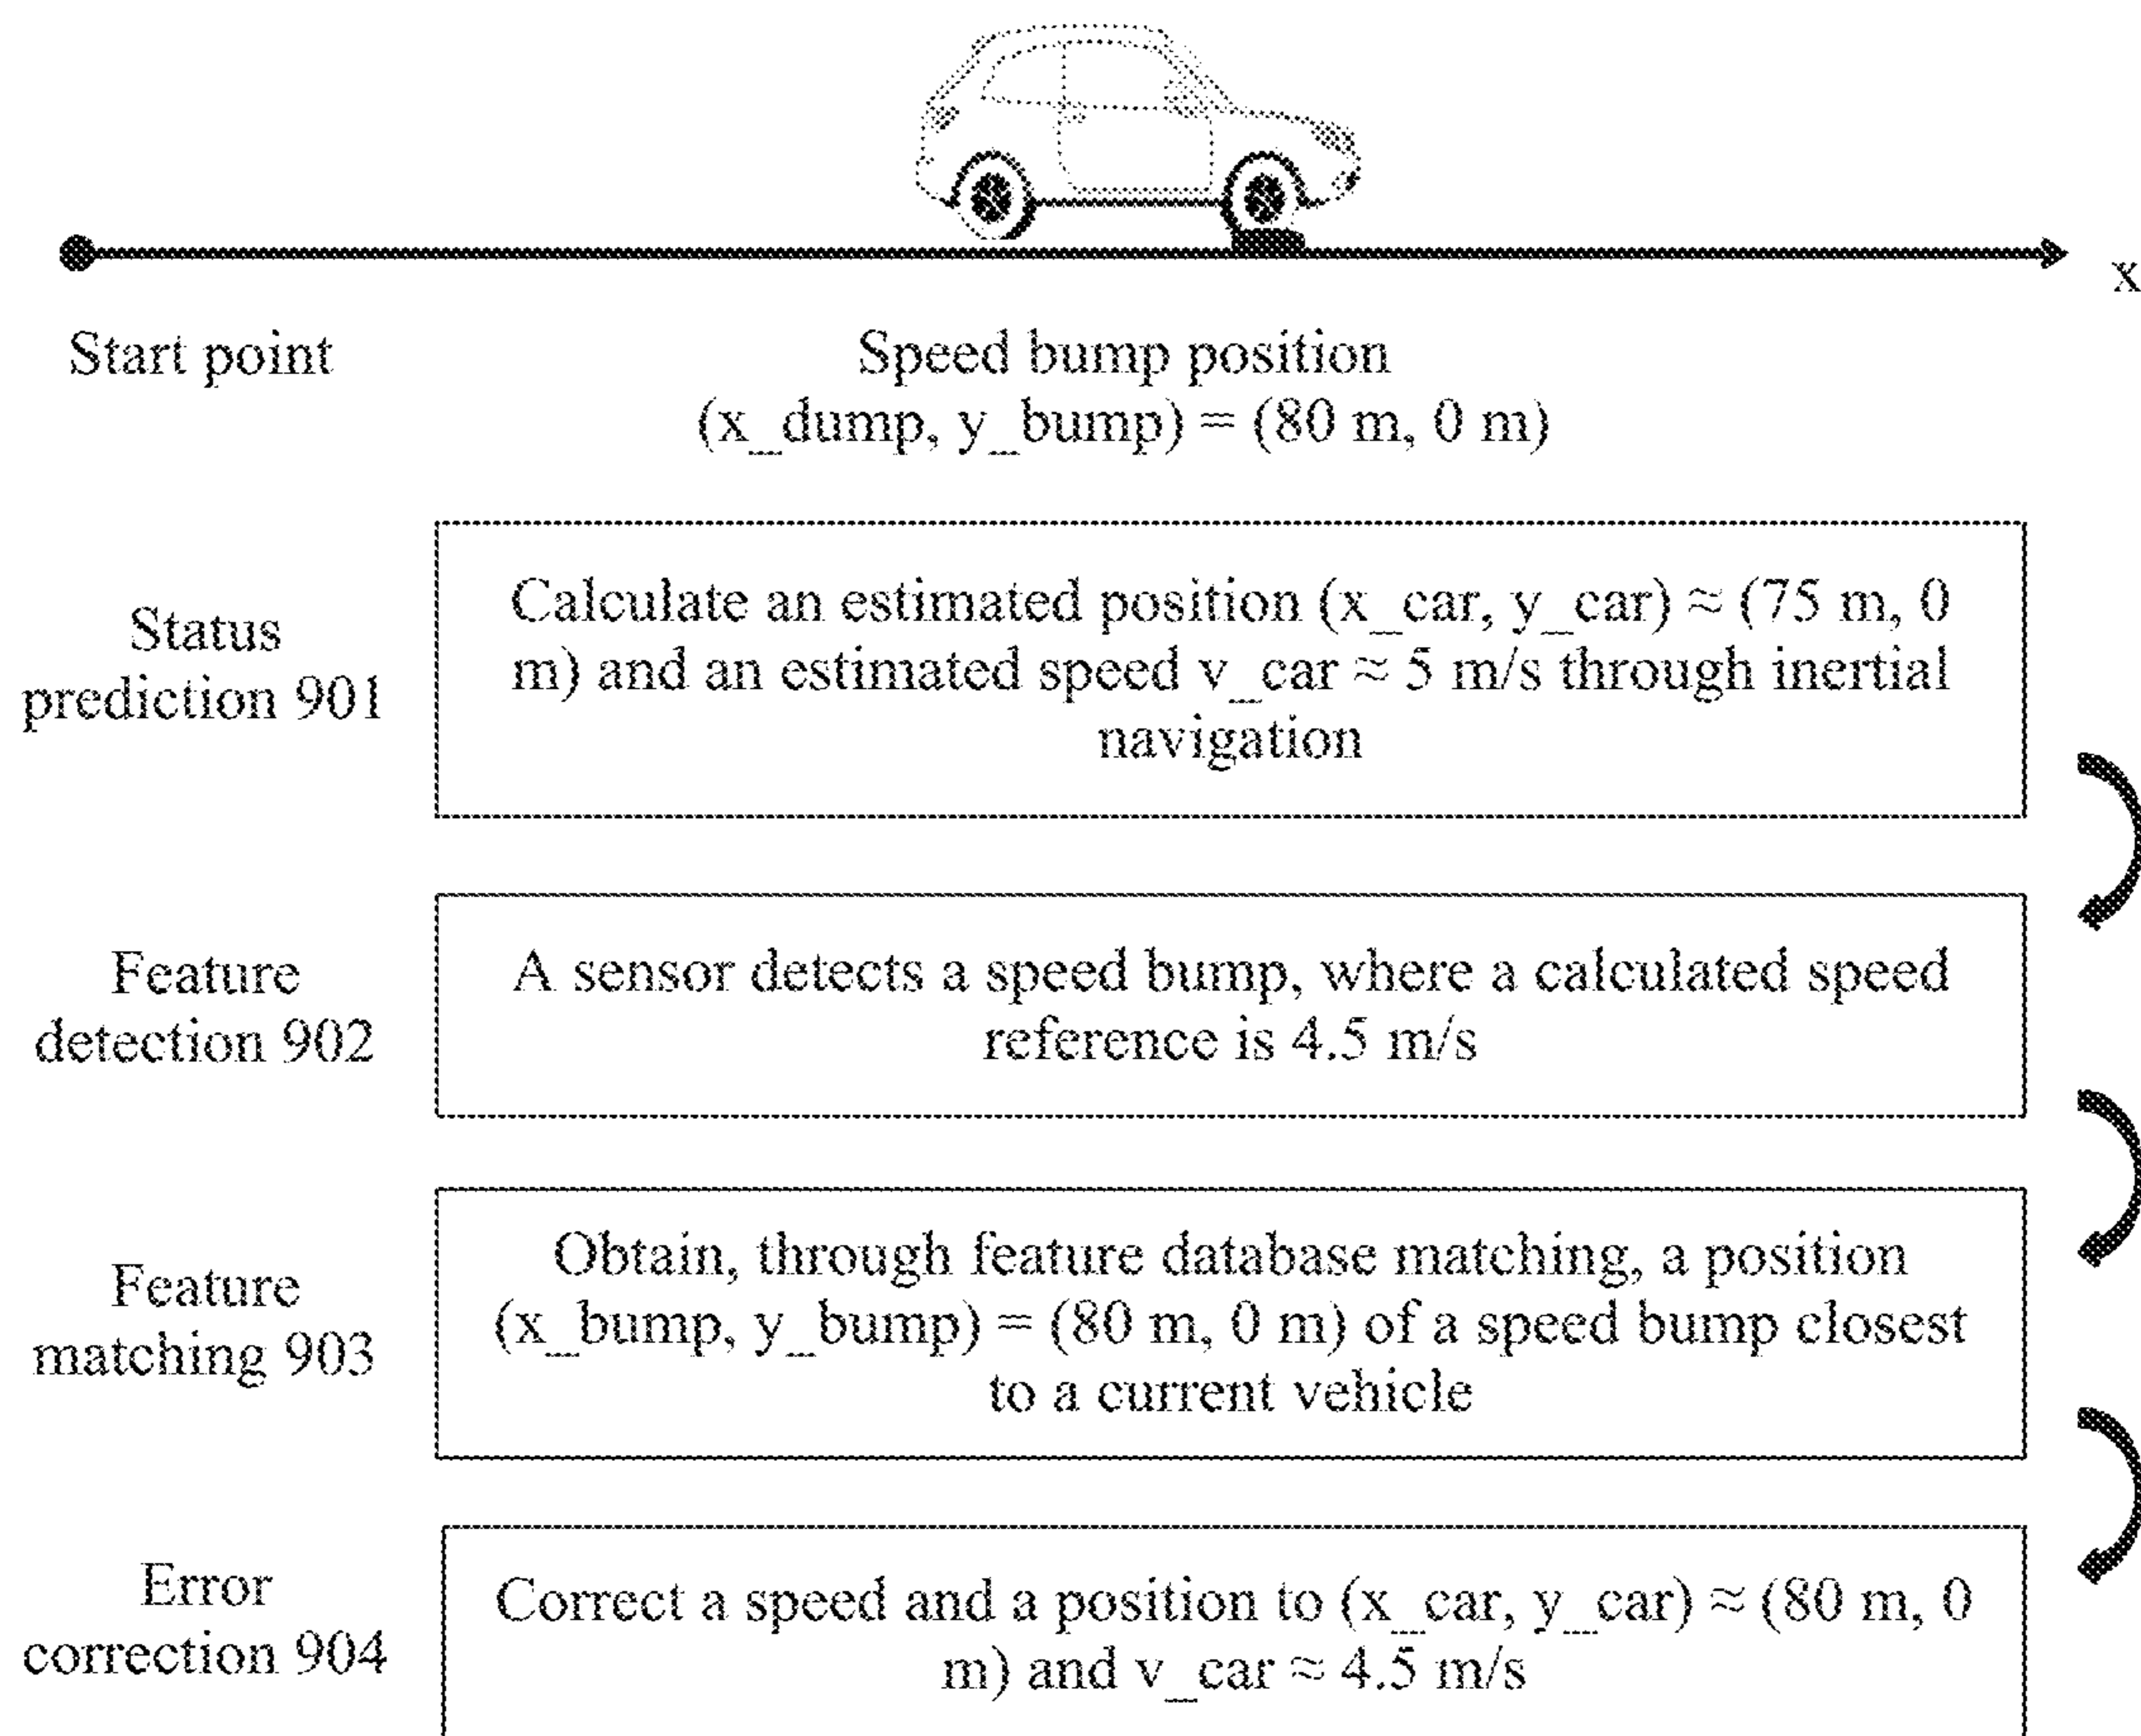 x
Start point
Speed bump position
(x_dump, y_bump) = (80 m, 0 m)
Status
prediction 901
Calculate an estimated position (x_car, y_car) ≈ (75 m, 0
m) and an estimated speed v_car ≈ 5 m/s through inertial
navigation
Feature
detection 902
A sensor detects a speed bump, where a calculated speed
reference is 4.5 m/s
Feature
matching 903
Obtain, through feature database matching, a position
(x_bump, y_bump) = (80 m, 0 m) of a speed bump closest
to a current vehicle
Error
correction 904
Correct a speed and a position to (x_car, y_car) ≈ (80 m, 0
m) and v_car ≈ 4.5 m/s